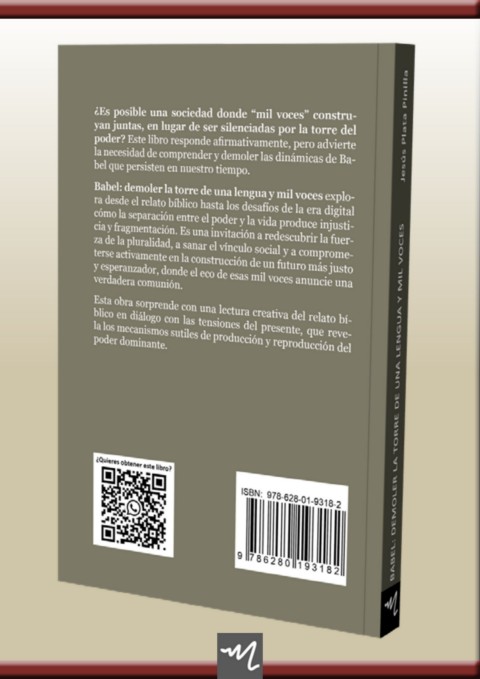 ¿Es posible una sociedad donde "mil voces" constru-
yan juntas, en lugar de ser silenciadas por la torre del
poder? Este libro responde afirmativamente, pero advierte
la necesidad de comprender y demoler las dinámicas de Ba-
bel que persisten en nuestro tiempo.
Babel: demoler la torre de una lengua y mil voces explo-
ra desde el relato bíblico hasta los desafíos de la era digital
cómo la separación entre el poder y la vida produce injusti-
cia y fragmentación. Es una invitación a redescubrir la fuer-
za de la pluralidad, a sanar el vínculo social y a comprome-
terse activamente en la construcción de un futuro más justo
y esperanzador, donde el eco de esas mil voces anuncie una
verdadera comunión.
Esta obra sorprende con una lectura creativa del relato bí-
blico en diálogo con las tensiones del presente, que reve-
la los mecanismos sutiles de producción y reproducción del
poder dominante.
¿Quieres obtener este libro?
ISBN: 978-628-01-9318-2
9 786280 193182
Jesús Plata Pinilla
BABEL: DEMOLER LA TORRE DE UNA LENGUA Y MIL VOCES